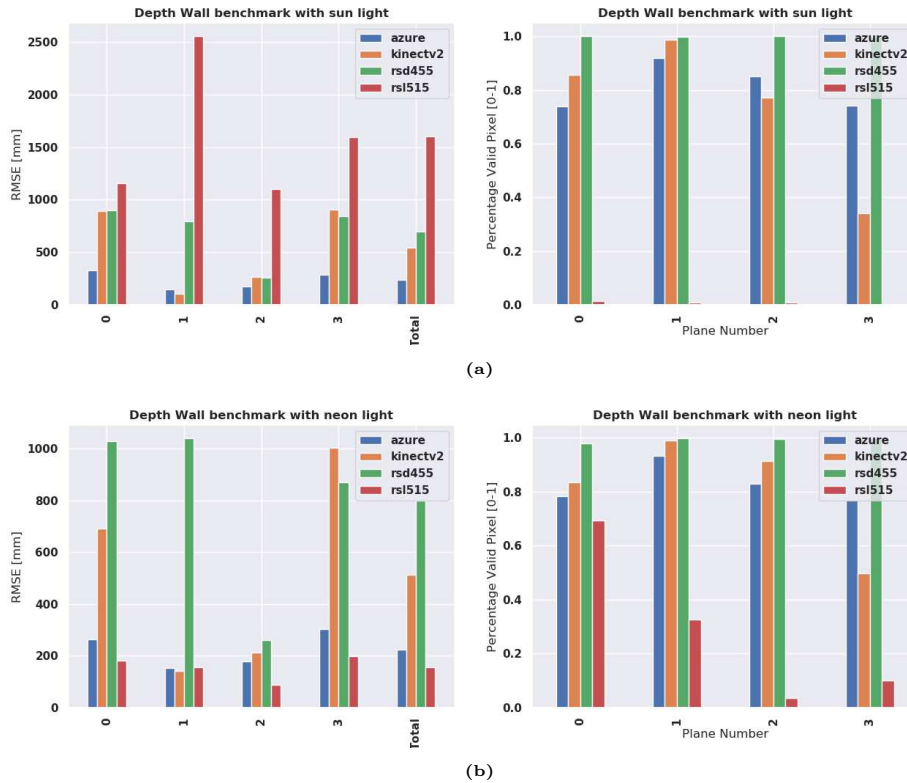 Depth Wall benchmark with sun light
2500
2000
1500
1000
500
0
RMSE [mm]
azure
kinectv2
rsd455
rsl515
0
1
2
3
Total
Depth Wall benchmark with sun light
1.0
0.8
0.6
0.4
0.2
0.0
Percentage Valid Pixel [0-1]
azure
kinectv2
rsd455
rsl515
0
1
2
3
Plane Number
(a)
Depth Wall benchmark with neon light
1000
800
600
400
200
0
RMSE [mm]
azure
kinectv2
rsd455
rsl515
0
1
2
3
Total
Depth Wall benchmark with neon light
1.0
0.8
0.6
0.4
0.2
0.0
Percentage Valid Pixel [0-1]
azure
kinectv2
rsd455
rsl515
0
1
2
3
Plane Number
(b)